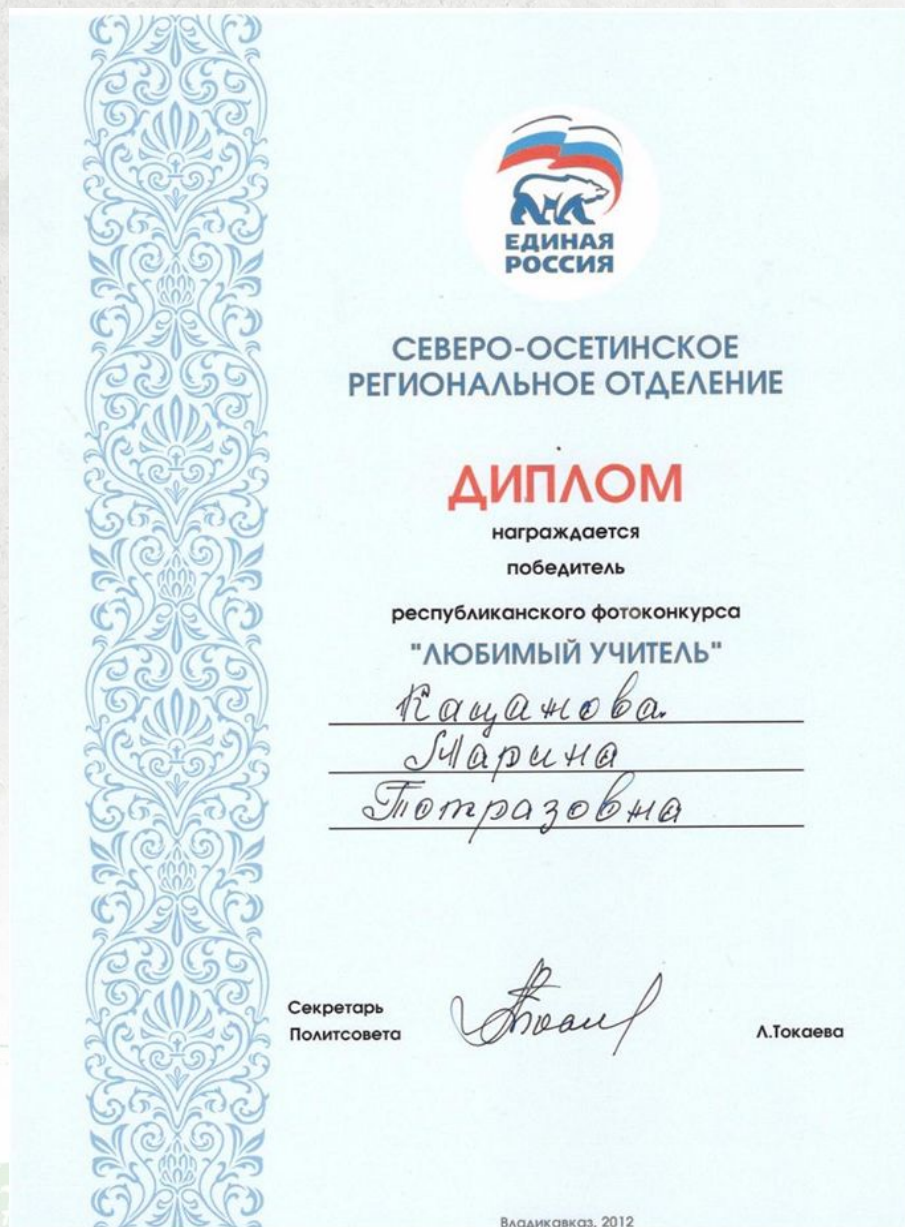 ЕДИНАЯ
РОССИЯ
СЕВЕРО-ОСЕТИНСКОЕ
РЕГИОНАЛЬНОЕ ОТДЕЛЕНИЕ
ДИПЛОМ
награждается
победитель
республиканского фотоконкурса
"ЛЮБИМЫЙ УЧИТЕЛЬ"
Кацанова
Марина
Тотразовна
Секретарь
Политсовета
Л.Токаева
Владикавказ, 2012